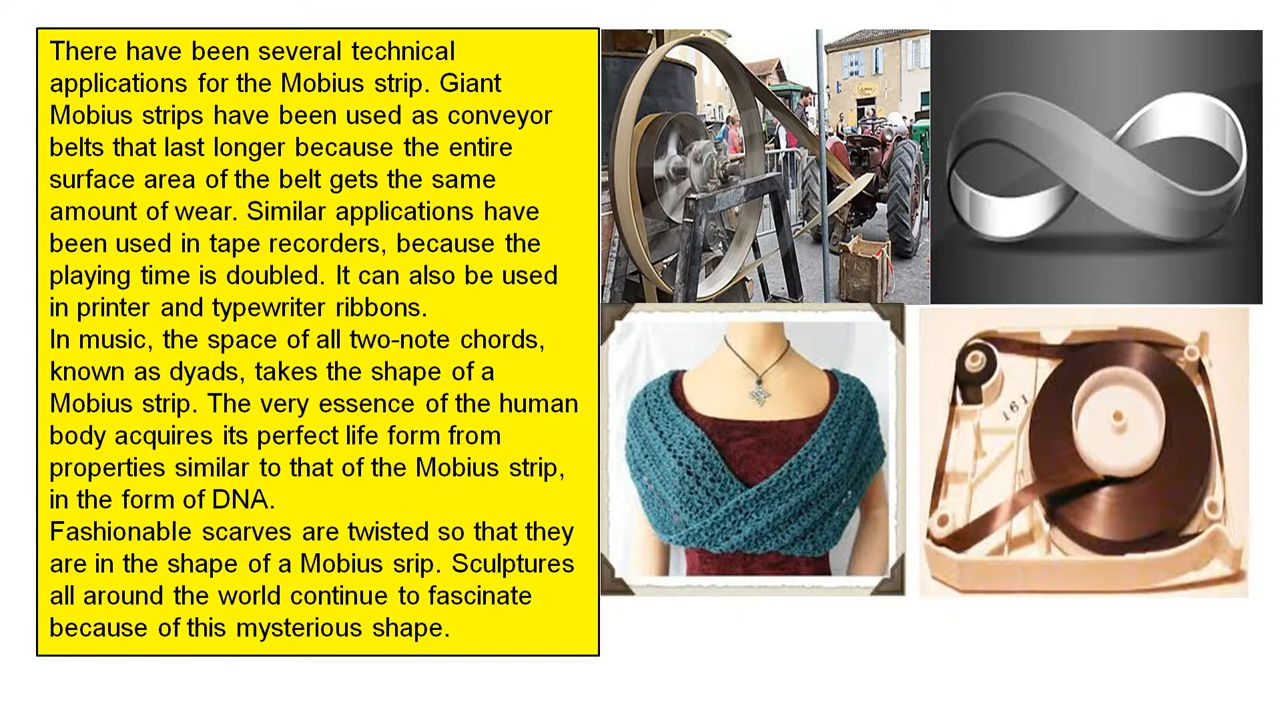 There have been several technical
applications for the Mobius strip. Giant
Mobius strips have been used as conveyor
belts that last longer because the entire
surface area of the belt gets the same
amount of wear. Similar applications have
been used in tape recorders, because the
playing time is doubled. It can also be used
in printer and typewriter ribbons.
In music, the space of all two-note chords,
known as dyads, takes the shape of a
Mobius strip. The very essence of the human
body acquires its perfect life form from
properties similar to that of the Mobius strip,
in the form of DNA.
Fashionable scarves are twisted so that they
are in the shape of a Mobius srip. Sculptures
all around the world continue to fascinate
because of this mysterious shape.
161